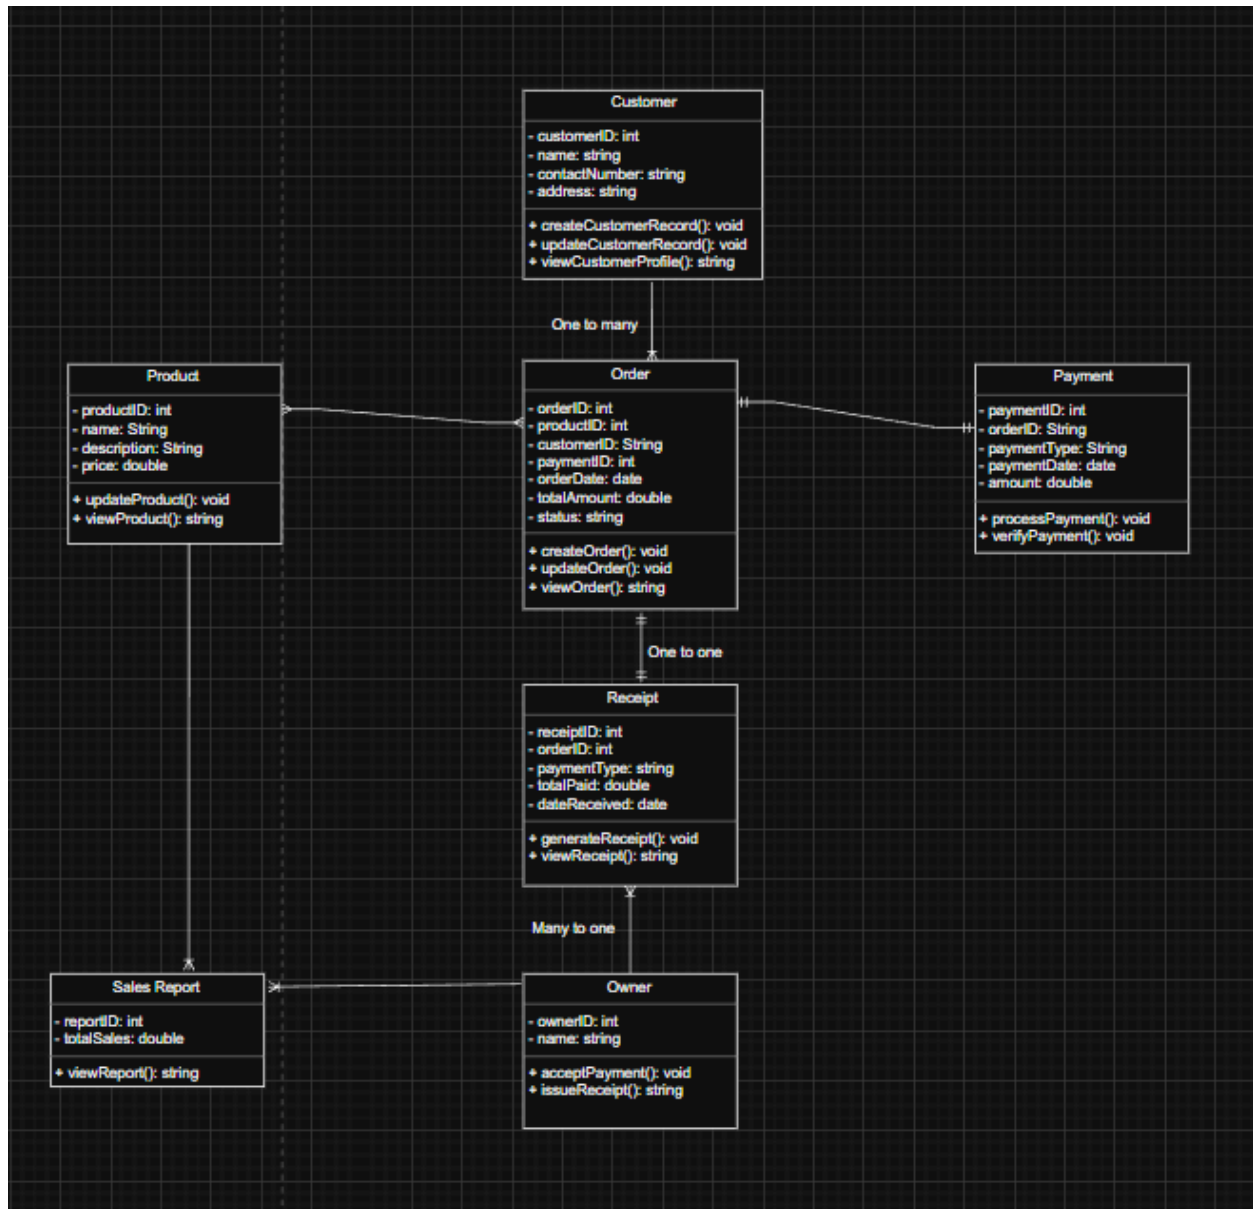 Customer
- customerID: int
- name: string
- contactNumber: string
- address: string
+ createCustomerRecord(): void
+ updateCustomerRecord(): void
+ viewCustomerProfile(): string
One to many
Product
- productID: int
- name: String
- description: String
- price: double
+ updateProduct(): void
+ viewProduct(): string
Order
- orderID: int
- productID: int
- customerID: String
- paymentID: int
- orderDate: date
- totalAmount: double
- status: string
+ createOrder(): void
+ updateOrder(): void
+ viewOrder(): string
Payment
- paymentID: int
- orderID: String
- paymentType: String
- paymentDate: date
- amount: double
+ processPayment(): void
+ verifyPayment(): void
One to one
Receipt
- receiptID: int
- orderID: int
- paymentType: string
- totalPaid: double
- dateReceived: date
+ generateReceipt(): void
+ viewReceipt(): string
Many to one
Sales Report
- reportID: int
- totalSales: double
+ viewReport(): string
Owner
- ownerID: int
- name: string
+ acceptPayment(): void
+ issueReceipt(): string